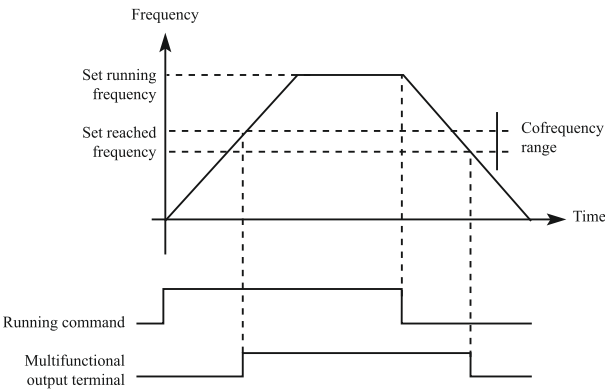 Frequency
Set running
frequency
Set reached
frequency
Cofrequency
range
Time
Running command
Multifunctional
output terminal